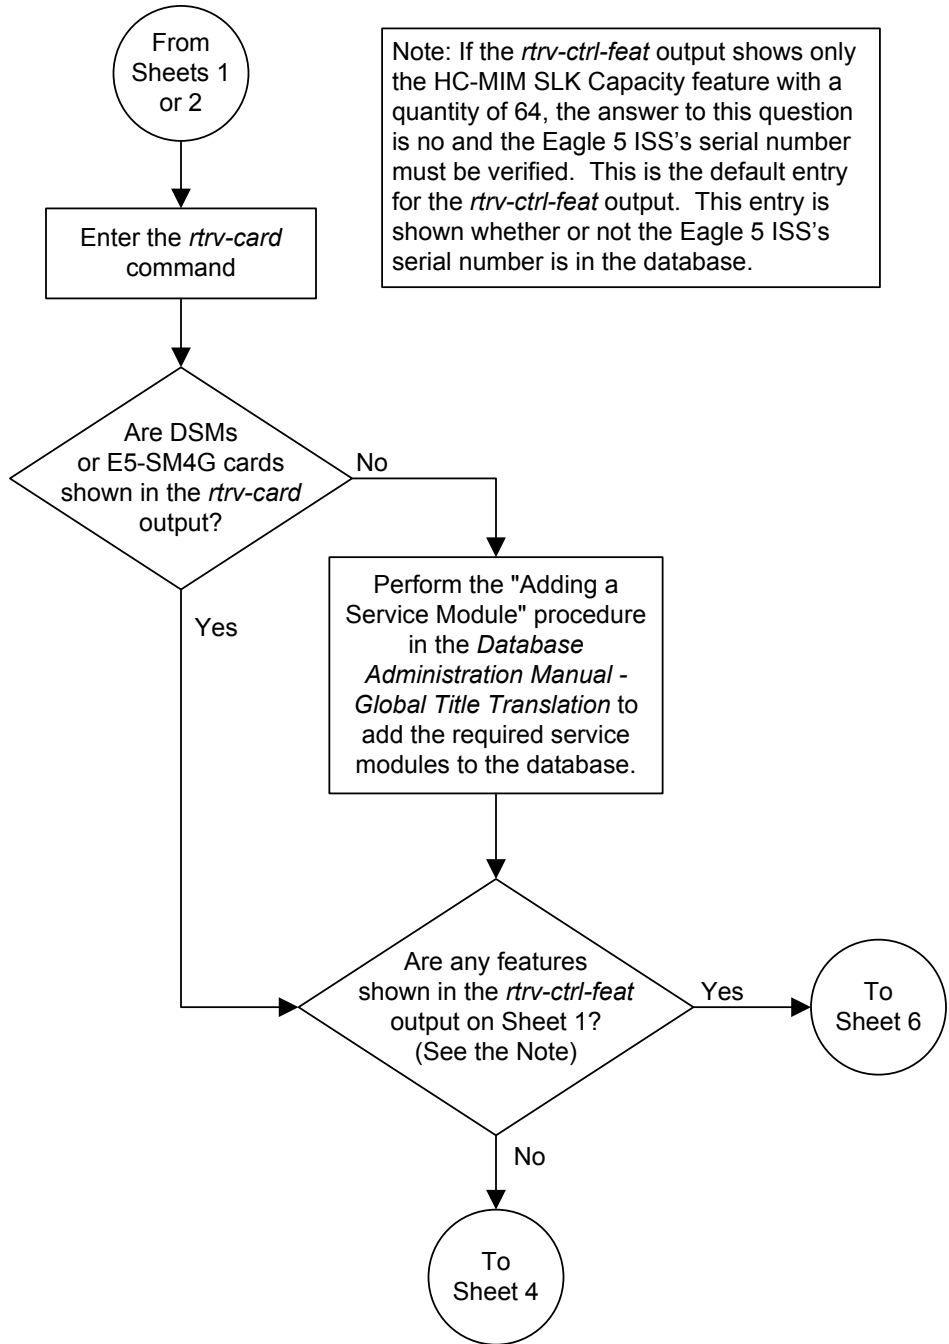 From
Sheets 1
or 2
Note: If the rtrv-ctrl-feat output shows only
the HC-MIM SLK Capacity feature with a
quantity of 64, the answer to this question
is no and the Eagle 5 ISS's serial number
must be verified.  This is the default entry
for the rtrv-ctrl-feat output.  This entry is
shown whether or not the Eagle 5 ISS's
serial number is in the database.
Enter the rtrv-card
command
Are DSMs
or E5-SM4G cards
shown in the rtrv-card
output?
No
Yes
Perform the "Adding a
Service Module" procedure
in the Database
Administration Manual -
Global Title Translation to
add the required service
modules to the database.
Are any features
shown in the rtrv-ctrl-feat
output on Sheet 1?
(See the Note)
Yes
To
Sheet 6
No
To
Sheet 4